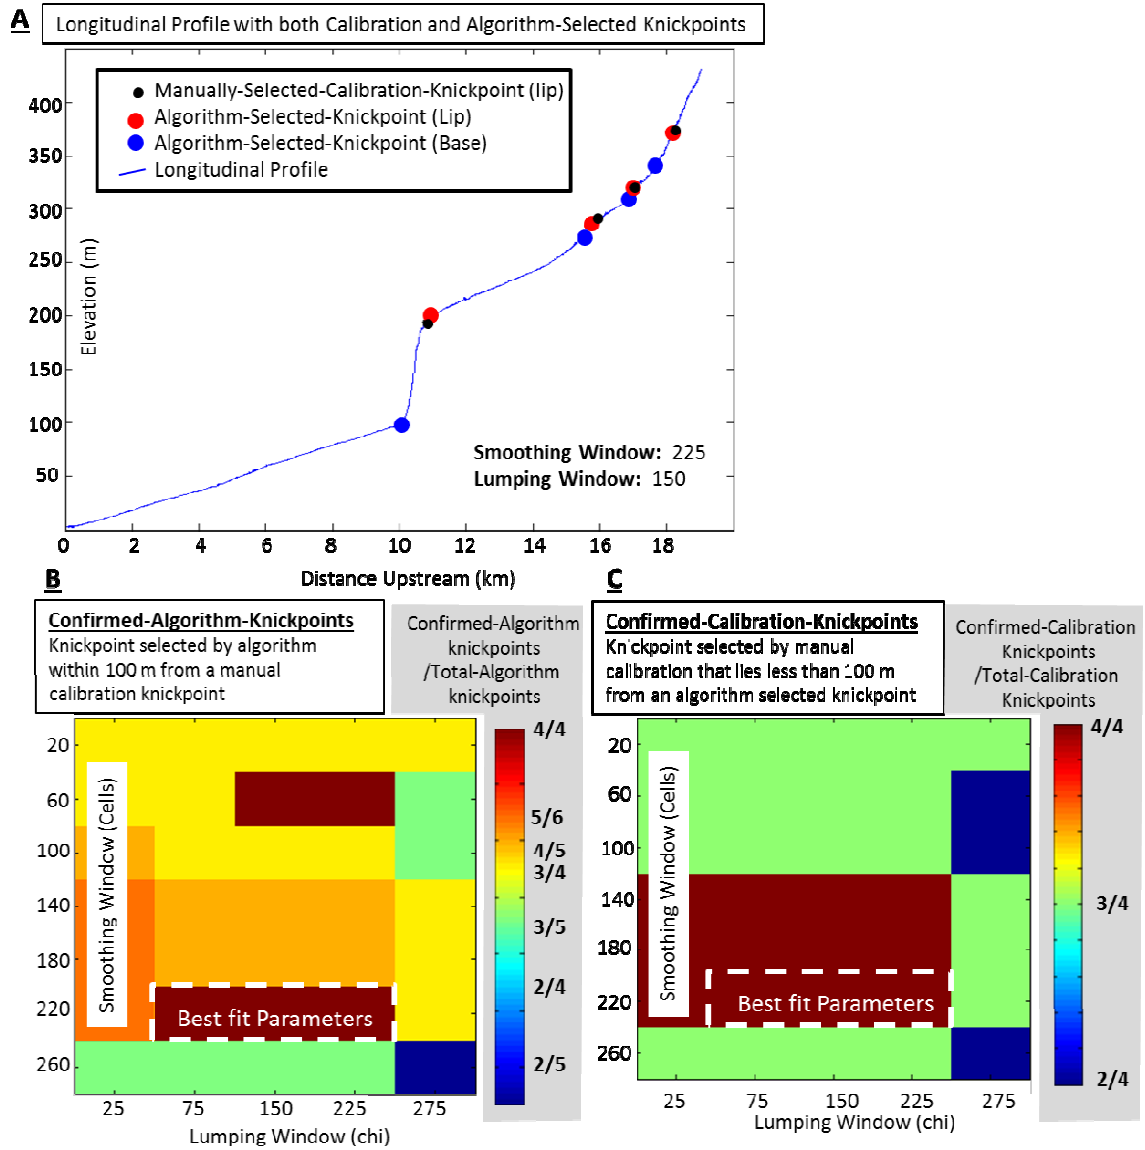 A
Longitudinal Profile with both Calibration and Algorithm-Selected Knickpoints
Manually-Selected-Calibration-Knickpoint (lip)
Algorithm-Selected-Knickpoint (Lip)
Algorithm-Selected-Knickpoint (Base)
Longitudinal Profile
400
350
300
250
200
150
100
50
Elevation (m)
Smoothing Window: 225
Lumping Window: 150
0 2 4 6 8 10 12 14 16 18
Distance Upstream (km)
B
Confirmed-Algorithm-Knickpoints
Knickpoint selected by algorithm
within 100 m from a manual
calibration knickpoint
Confirmed-Algorithm
knickpoints
/Total-Algorithm
knickpoints
4/4
5/6
4/5
3/4
3/5
2/4
2/5
20
60
100
140
180
220
260
Smoothing Window (Cells)
Best fit Parameters
25 75 150 225 275
Lumping Window (chi)
C
Confirmed-Calibration-Knickpoints
Knickpoint selected by manual
calibration that lies less than 100 m
from an algorithm selected knickpoint
Confirmed-Calibration
Knickpoints
/Total-Calibration
Knickpoints
4/4
3/4
2/4
20
60
100
140
180
220
260
Smoothing Window (Cells)
Best fit Parameters
25 75 150 225 275
Lumping Window (chi)